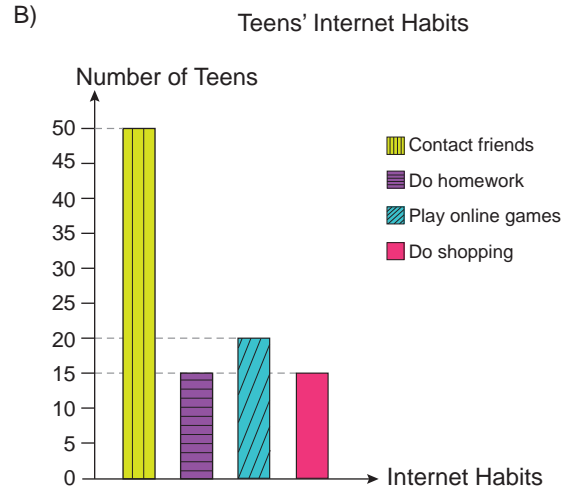 B)
Teens’ Internet Habits
Number of Teens
50
45
40
35
30
25
20
15
10
5
0
Contact friends
Do homework
Play online games
Do shopping
Internet Habits